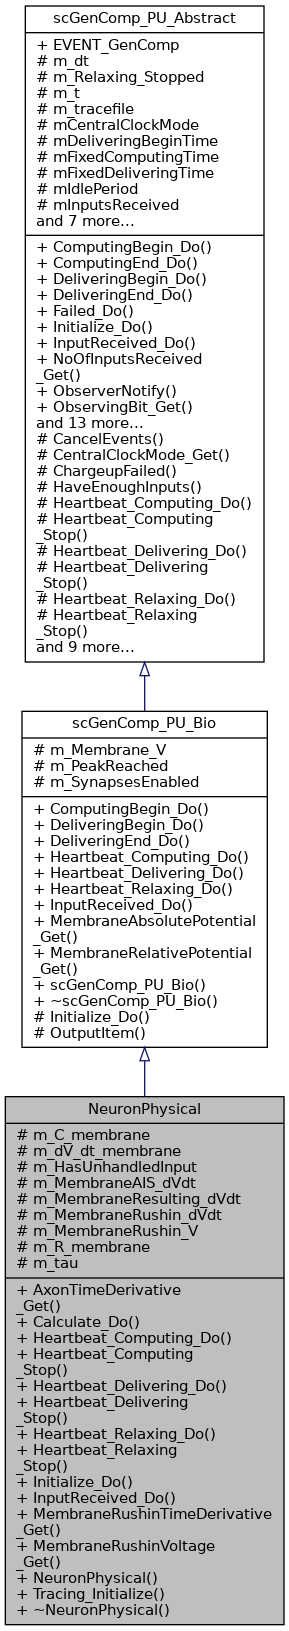 scGenComp_PU_Abstract
+ EVENT_GenComp
# m_dt
# m_Relaxing_Stopped
# m_t
# m_tracefile
# mCentralClockMode
# mDeliveringBeginTime
# mFixedComputingTime
# mFixedDeliveringTime
# mIdlePeriod
# mInputsReceived
and 7 more...
+ ComputingBegin_Do()
+ ComputingEnd_Do()
+ DeliveringBegin_Do()
+ DeliveringEnd_Do()
+ Failed_Do()
+ Initialize_Do()
+ InputReceived_Do()
+ NoOfInputsReceived
_Get()
+ ObserverNotify()
+ ObservingBit_Get()
and 13 more...
# CancelEvents()
# CentralClockMode_Get()
# ChargeupFailed()
# HaveEnoughInputs()
# Heartbeat_Computing_Do()
# Heartbeat_Computing
_Stop()
# Heartbeat_Delivering_Do()
# Heartbeat_Delivering
_Stop()
# Heartbeat_Relaxing_Do()
# Heartbeat_Relaxing
_Stop()
and 9 more...
scGenComp_PU_Bio
# m_Membrane_V
# m_PeakReached
# m_SynapsesEnabled
+ ComputingBegin_Do()
+ DeliveringBegin_Do()
+ DeliveringEnd_Do()
+ Heartbeat_Computing_Do()
+ Heartbeat_Delivering_Do()
+ Heartbeat_Relaxing_Do()
+ InputReceived_Do()
+ MembraneAbsolutePotential
_Get()
+ MembraneRelativePotential
_Get()
+ scGenComp_PU_Bio()
+ ~scGenComp_PU_Bio()
# Initialize_Do()
# OutputItem()
NeuronPhysical
# m_C_membrane
# m_dV_dt_membrane
# m_HasUnhandledInput
# m_MembraneAIS_dVdt
# m_MembraneResulting_dVdt
# m_MembraneRushin_dVdt
# m_MembraneRushin_V
# m_R_membrane
# m_tau
+ AxonTimeDerivative
_Get()
+ Calculate_Do()
+ Heartbeat_Computing_Do()
+ Heartbeat_Computing
_Stop()
+ Heartbeat_Delivering_Do()
+ Heartbeat_Delivering
_Stop()
+ Heartbeat_Relaxing_Do()
+ Heartbeat_Relaxing
_Stop()
+ Initialize_Do()
+ InputReceived_Do()
+ MembraneRushinTimeDerivative
_Get()
+ MembraneRushinVoltage
_Get()
+ NeuronPhysical()
+ Tracing_Initialize()
+ ~NeuronPhysical()